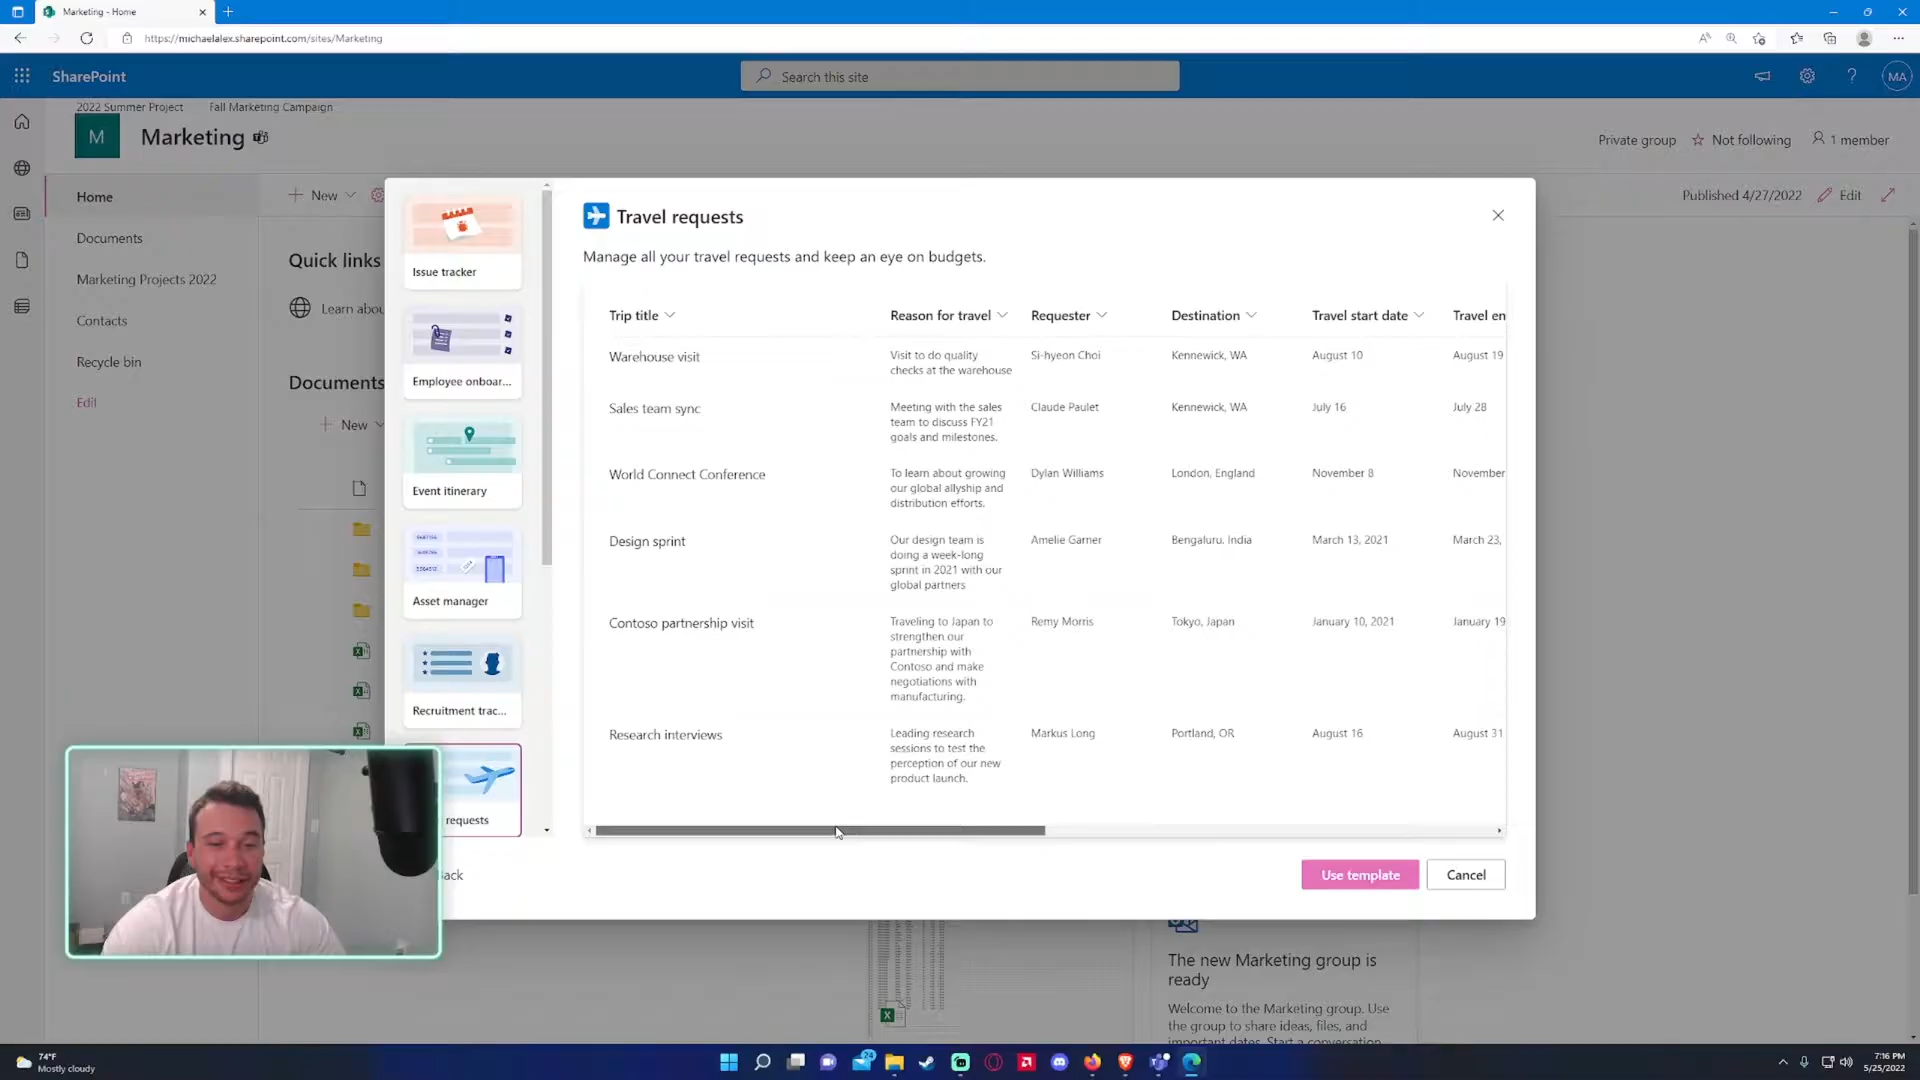 Marketing - Home
https://michaelalex.sharepoint.com/sites/Marketing
SharePoint
Search this site
MA
2022 Summer Project
Fall Marketing Campaign
M
Marketing
Private group
Not following
1 member
Home
New
Published 4/27/2022
Edit
Documents
Marketing Projects 2022
Contacts
Recycle bin
Edit
Quick links
Learn abou
Documents
New
Issue tracker
Employee onboar...
Event itinerary
Asset manager
Recruitment trac...
requests
Travel requests
Manage all your travel requests and keep an eye on budgets.
Trip title
Reason for travel
Requester
Destination
Travel start date
Travel en
Warehouse visit
Visit to do quality
checks at the warehouse
Si-hyeon Choi
Kennewick, WA
August 10
August 19
Sales team sync
Meeting with the sales
team to discuss FY21
goals and milestones.
Claude Paulet
Kennewick, WA
July 16
July 28
World Connect Conference
To learn about growing
our global allyship and
distribution efforts.
Dylan Williams
London, England
November 8
November
Design sprint
Our design team is
doing a week-long
sprint in 2021 with our
global partners
Amelie Garner
Bengaluru, India
March 13, 2021
March 23,
Contoso partnership visit
Traveling to Japan to
strengthen our
partnership with
Contoso and make
negotiations with
manufacturing.
Remy Morris
Tokyo, Japan
January 10, 2021
January 19
Research interviews
Leading research
sessions to test the
perception of our new
product launch.
Markus Long
Portland, OR
August 16
August 31
Back
Use template
Cancel
The new Marketing group is
ready
Welcome to the Marketing group. Use
the group to share ideas, files, and
important dates. Start a conversation
74°F
Mostly cloudy
24
7:16 PM
5/25/2022